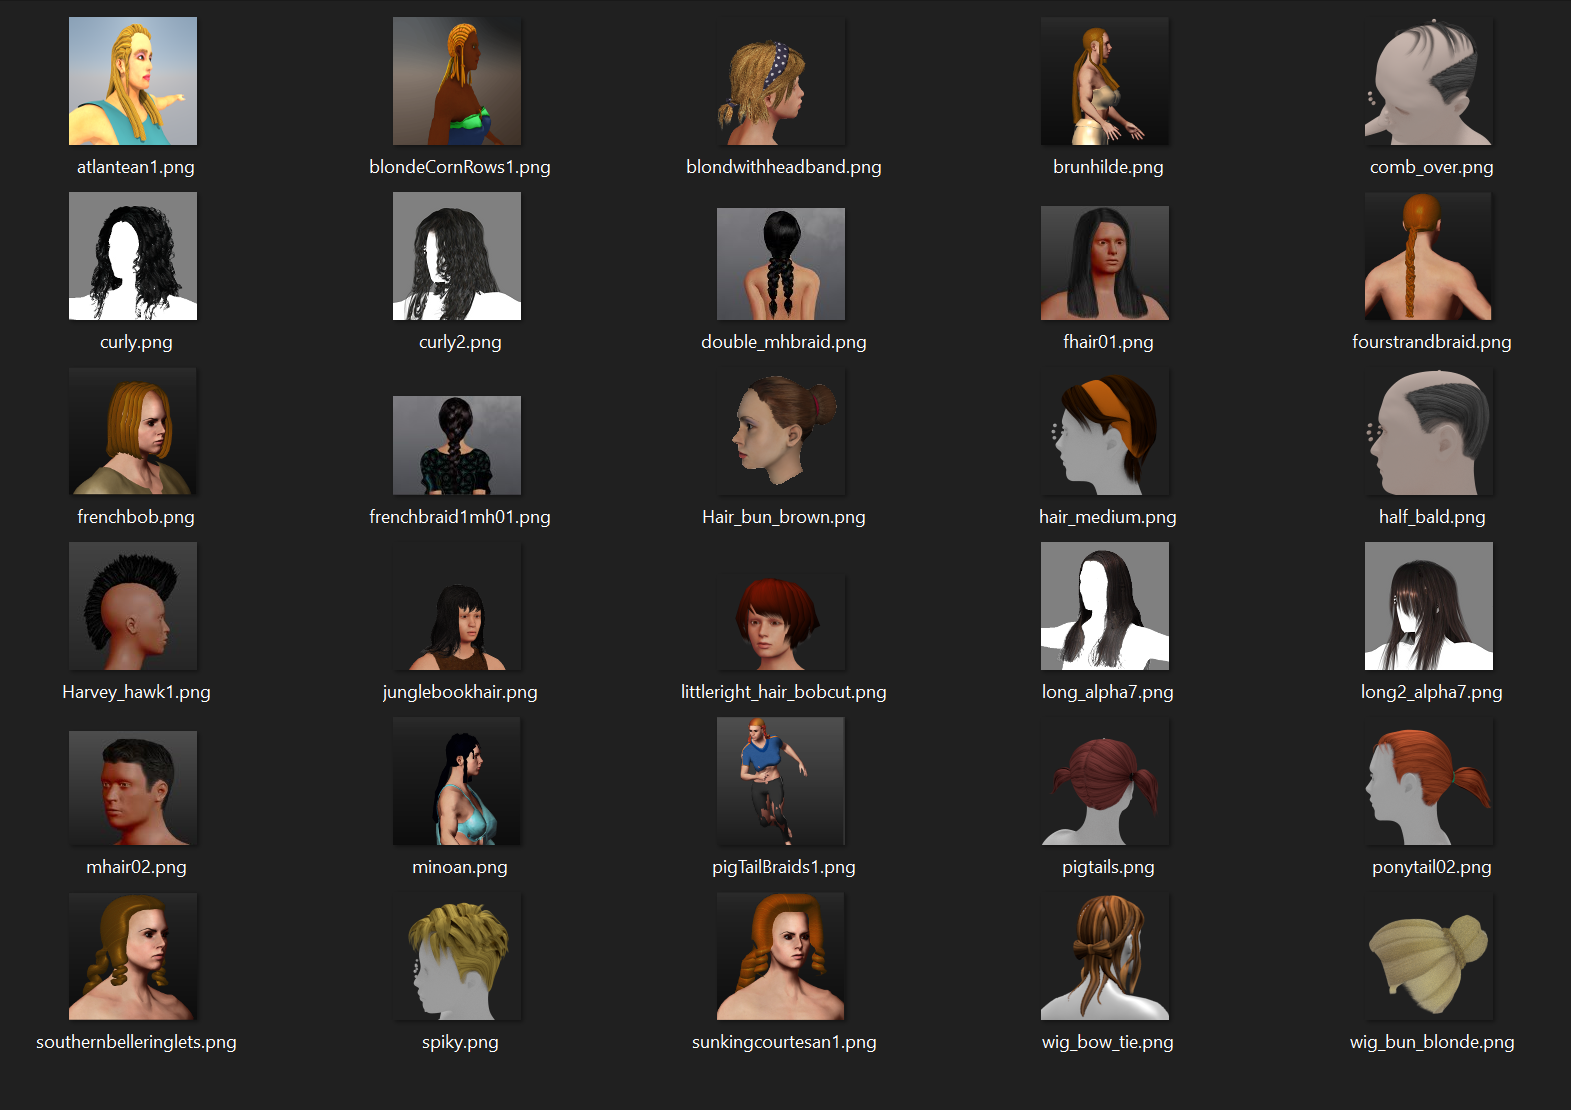 atlantean1.png
blondeCornRows1.png
blondwithheadband.png
brunhilde.png
comb_over.png
curly.png
curly2.png
double_mhbraid.png
fhair01.png
fourstrandbraid.png
frenchbob.png
frenchbraid1mh01.png
Hair_bun_brown.png
hair_medium.png
half_bald.png
Harvey_hawk1.png
junglebookhair.png
littleright_hair_bobcut.png
long_alpha7.png
long2_alpha7.png
mhair02.png
minoan.png
pigTailBraids1.png
pigtails.png
ponytail02.png
southernbelleringlets.png
spiky.png
sunkingcourtesan1.png
wig_bow_tie.png
wig_bun_blonde.png